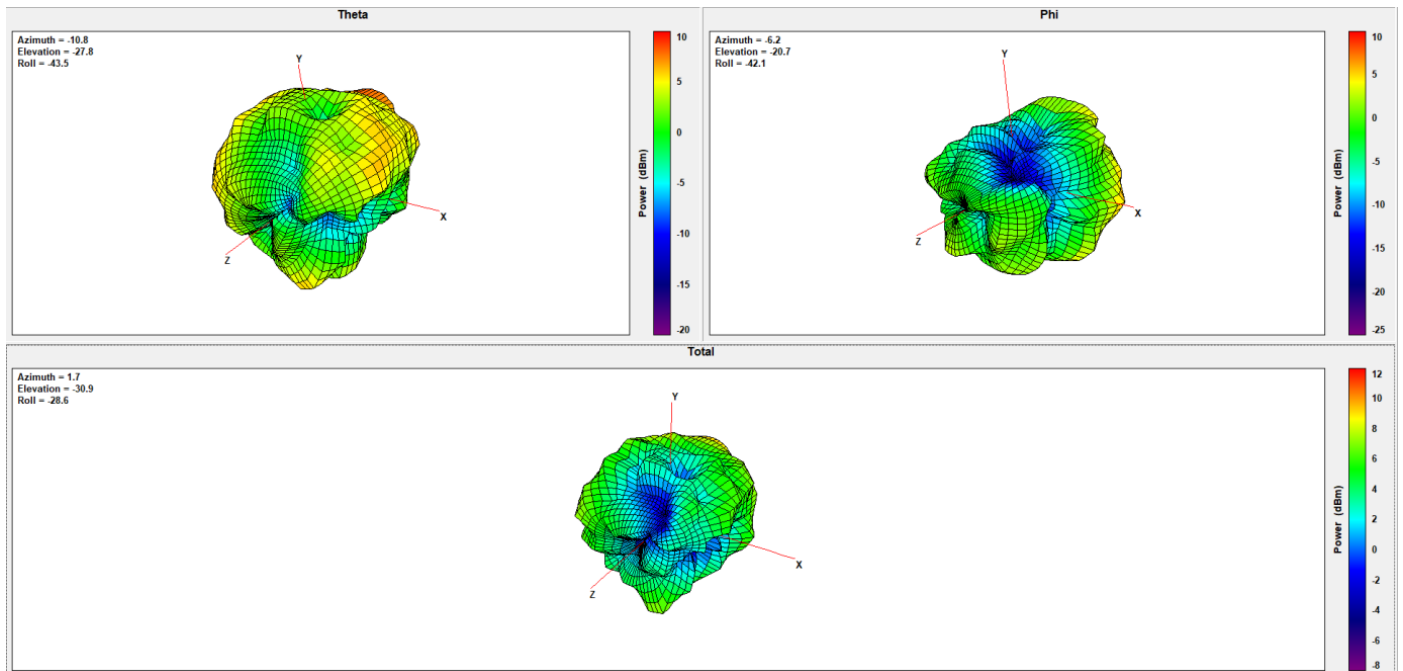 Theta
Azimuth = -10.8
Elevation = -27.8
Roll = -43.5
Y
X
Z
10
5
0
-5
-10
-15
-20
Power (dBm)
Phi
Azimuth = -6.2
Elevation = -20.7
Roll = -42.1
Y
X
Z
10
5
0
-5
-10
-15
-20
-25
Power (dBm)
Total
Azimuth = 1.7
Elevation = -30.9
Roll = -28.6
Y
X
Z
12
10
8
6
4
2
0
-2
-4
-6
-8
Power (dBm)